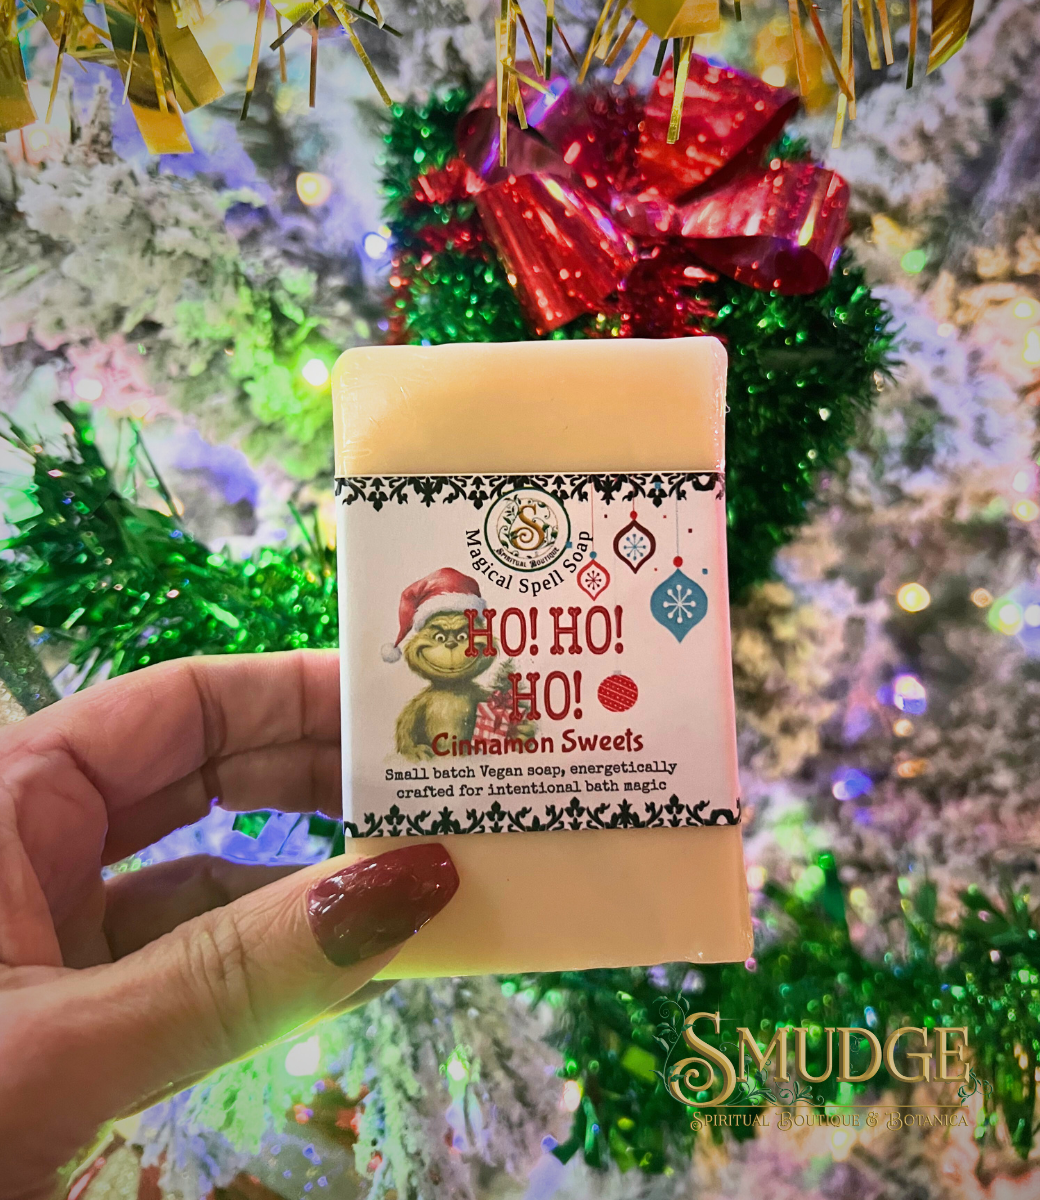 S
SPIRITUAL BOUTIQUE
Magical Spell Soap
HO! HO!
HO!
Cinnamon Sweets
Small batch Vegan soap, energetically
crafted for intentional bath magic
SMUDGE
SPIRITUAL BOUTIQUE & BOTANICA